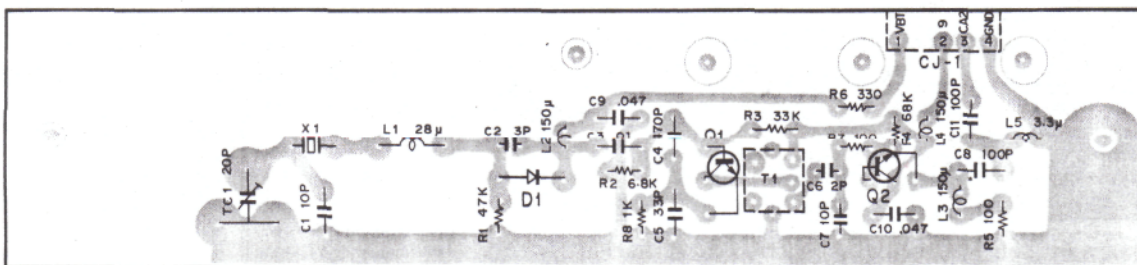 VBT
9
CA2
GND
1
2
3
4
CJ-1
R6 330
C9 .047
R3 33K
68K
R4
L4 150μ
C11 100P
L5 3.3μ
X1
L1 28μ
C2 3P
L2 150μ
C4 170P
Q1
C8 100P
TC1 20P
R2 6.8K
T1
C6 2P
Q2
L3 150μ
D1
C1 10P
R1 47K
R8 1K
C5 33P
C7 10P
C10 .047
R5 100